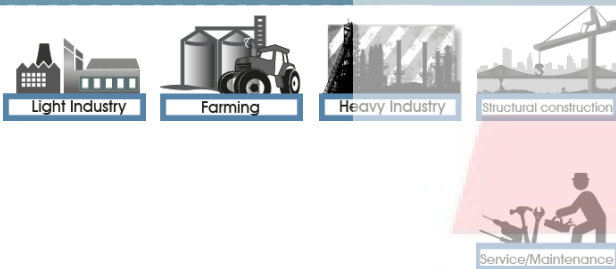 Light Industry
Farming
Heavy Industry
Structural construction
Service/Maintenance